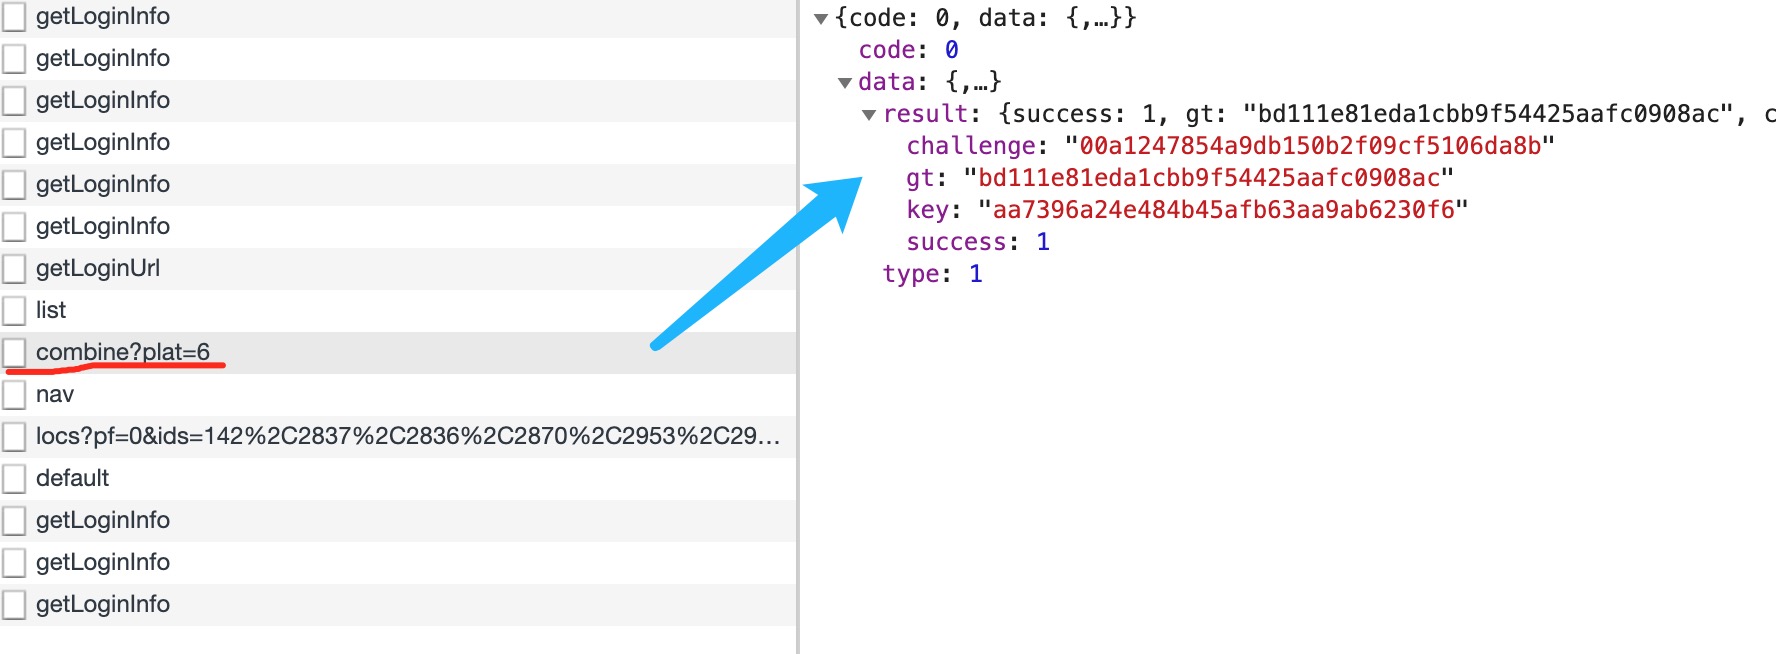 getLoginInfo
getLoginInfo
getLoginInfo
getLoginInfo
getLoginInfo
getLoginInfo
getLoginUrl
list
combine?plat=6
nav
locs?pf=0&ids=142%2C2837%2C2836%2C2870%2C2953%2C29...
default
getLoginInfo
getLoginInfo
getLoginInfo
▼{code: 0, data: {,…}}
code: 0
▼data: {,…}
▼result: {success: 1, gt: "bd111e81eda1cbb9f54425aafc0908ac", c
challenge: "00a1247854a9db150b2f09cf5106da8b"
gt: "bd111e81eda1cbb9f54425aafc0908ac"
key: "aa7396a24e484b45afb63aa9ab6230f6"
success: 1
type: 1